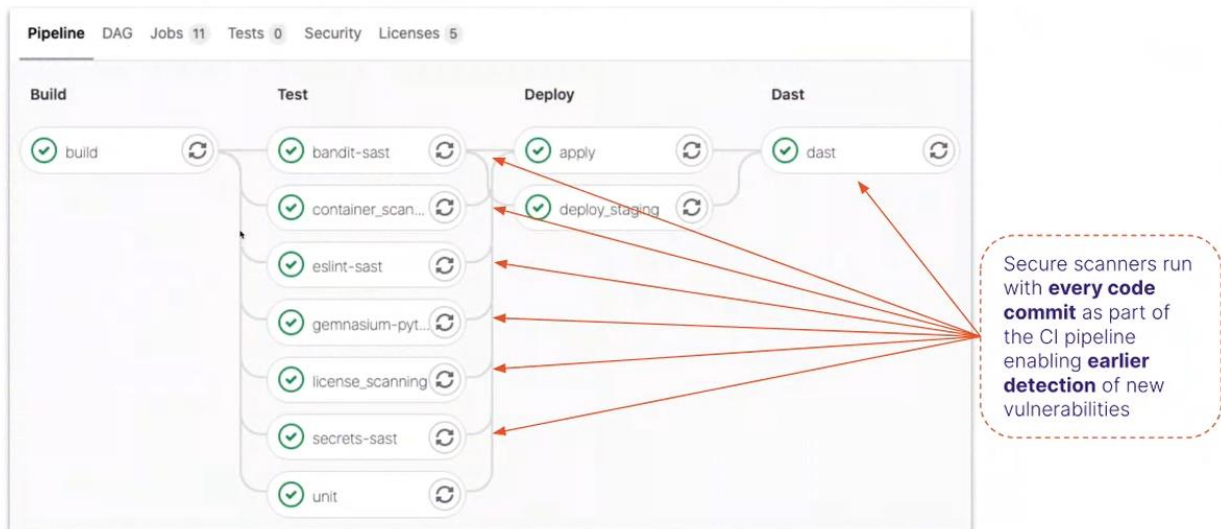 Pipeline DAG Jobs 11 Tests 0 Security Licenses 5
Build Test Deploy Dast
build
bandit-sast
container_scan...
eslint-sast
gemnasium-pyt...
license_scanning
secrets-sast
unit
apply
deploy_staging
dast
Secure scanners run
with every code
commit as part of
the CI pipeline
enabling earlier
detection of new
vulnerabilities